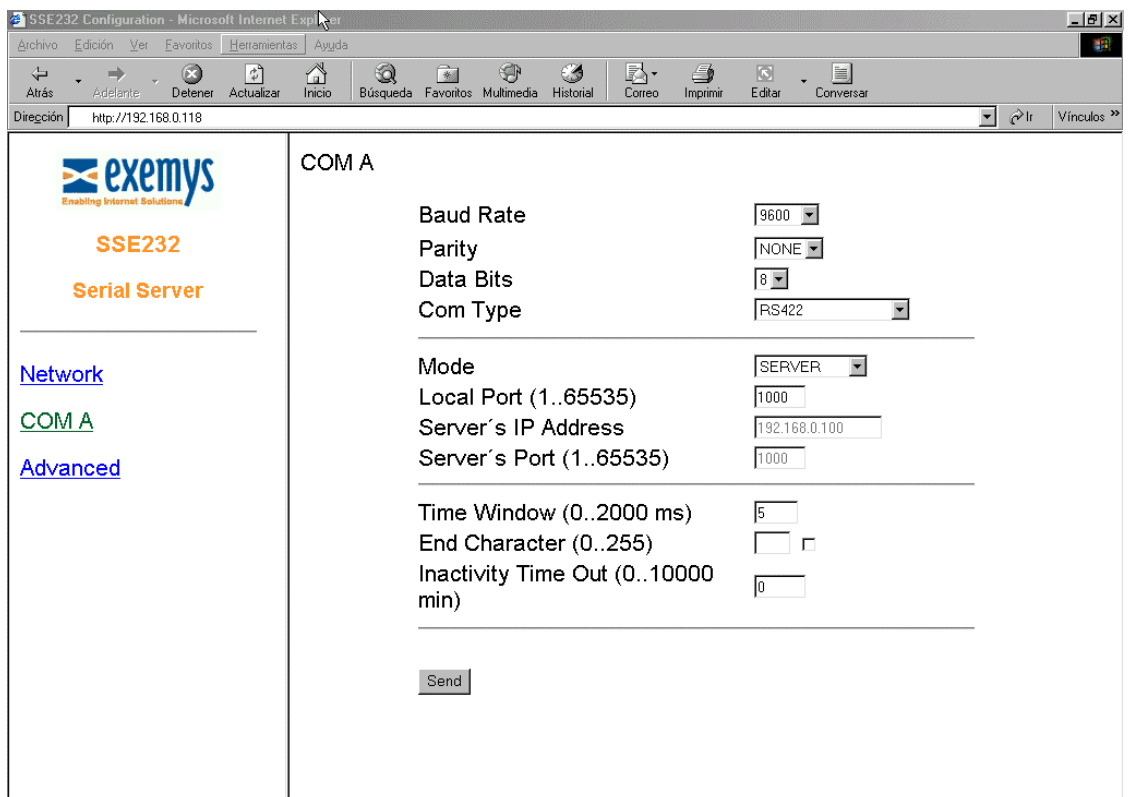 SSE232 Configuration - Microsoft Internet Explorer
Archivo Edición Ver Favoritos Herramientas Ayuda
Atrás Adelante Detener Actualizar Inicio Búsqueda Favoritos Multimedia Historial Correo Imprimir Editar Conversar
Dirección http://192.168.0.118 Ir Vínculos »
exemys
Enabling Internet Solutions
SSE232
Serial Server
Network
COM A
Advanced
COM A
Baud Rate 9600
Parity NONE
Data Bits 8
Com Type RS422
Mode SERVER
Local Port (1..65535) 1000
Server´s IP Address 192.168.0.100
Server´s Port (1..65535) 1000
Time Window (0..2000 ms) 5
End Character (0..255)
Inactivity Time Out (0..10000 min) 0
Send